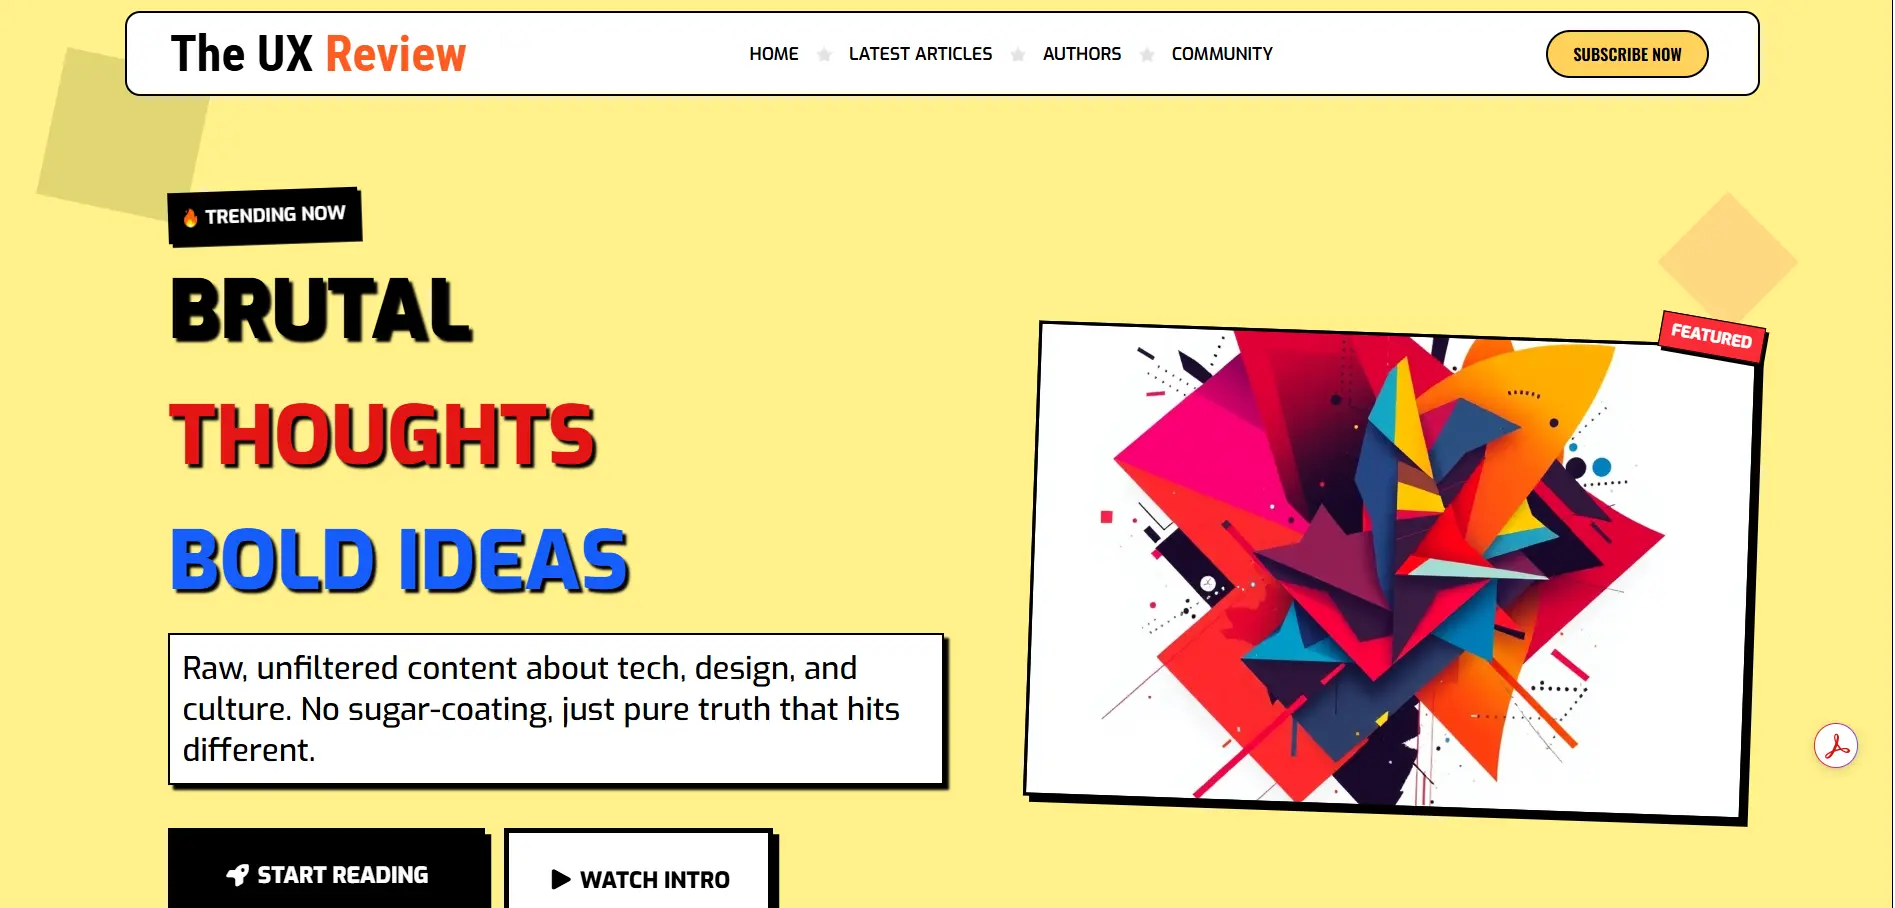 The UX Review
HOME
LATEST ARTICLES
AUTHORS
COMMUNITY
SUBSCRIBE NOW
🔥 TRENDING NOW
BRUTAL
THOUGHTS
BOLD IDEAS
FEATURED
Raw, unfiltered content about tech, design, and
culture. No sugar-coating, just pure truth that hits
different.
START READING
WATCH INTRO